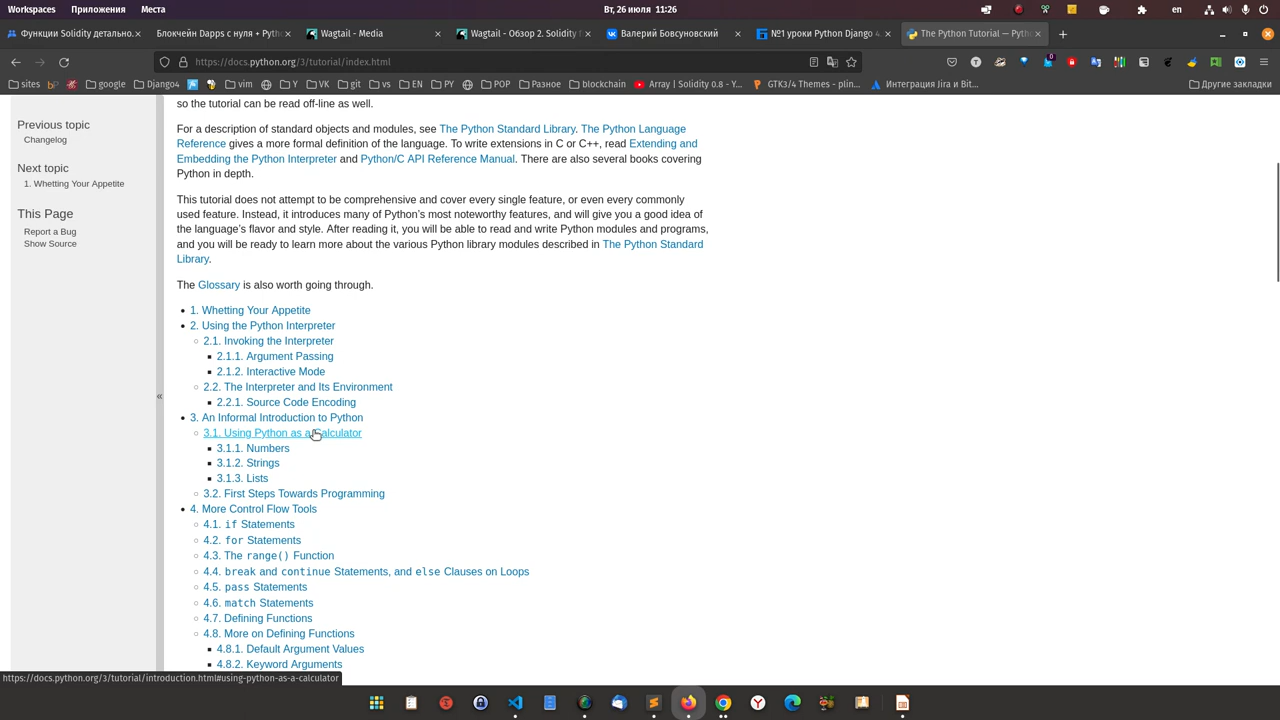 Workspaces Приложения Места Вт, 26 июля 11:26 en
Функции Solidity детально. Блокчейн Dapps с нуля + Pytho Wagtail - Media Wagtail - Обзор 2. Solidity Валерий Бовсуновский №1 уроки Python Django 4. The Python Tutorial — Pyth
https://docs.python.org/3/tutorial/index.html
sites bp google Django4 vim Y VK git vs EN PY POP Разное blockchain Array | Solidity 0.8 - Y... GTK3/4 Themes - plin... Интеграция Jira и Bit... Другие закладки
so the tutorial can be read off-line as well.
Previous topic
Changelog
Next topic
1. Whetting Your Appetite
This Page
Report a Bug
Show Source
«
For a description of standard objects and modules, see The Python Standard Library. The Python Language
Reference gives a more formal definition of the language. To write extensions in C or C++, read Extending and
Embedding the Python Interpreter and Python/C API Reference Manual. There are also several books covering
Python in depth.
This tutorial does not attempt to be comprehensive and cover every single feature, or even every commonly
used feature. Instead, it introduces many of Python's most noteworthy features, and will give you a good idea of
the language's flavor and style. After reading it, you will be able to read and write Python modules and programs,
and you will be ready to learn more about the various Python library modules described in The Python Standard
Library.
The Glossary is also worth going through.
1. Whetting Your Appetite
2. Using the Python Interpreter
2.1. Invoking the Interpreter
2.1.1. Argument Passing
2.1.2. Interactive Mode
2.2. The Interpreter and Its Environment
2.2.1. Source Code Encoding
3. An Informal Introduction to Python
3.1. Using Python as a Calculator
3.1.1. Numbers
3.1.2. Strings
3.1.3. Lists
3.2. First Steps Towards Programming
4. More Control Flow Tools
4.1. if Statements
4.2. for Statements
4.3. The range() Function
4.4. break and continue Statements, and else Clauses on Loops
4.5. pass Statements
4.6. match Statements
4.7. Defining Functions
4.8. More on Defining Functions
4.8.1. Default Argument Values
4.8.2. Keyword Arguments
https://docs.python.org/3/tutorial/introduction.html#using-python-as-a-calculator